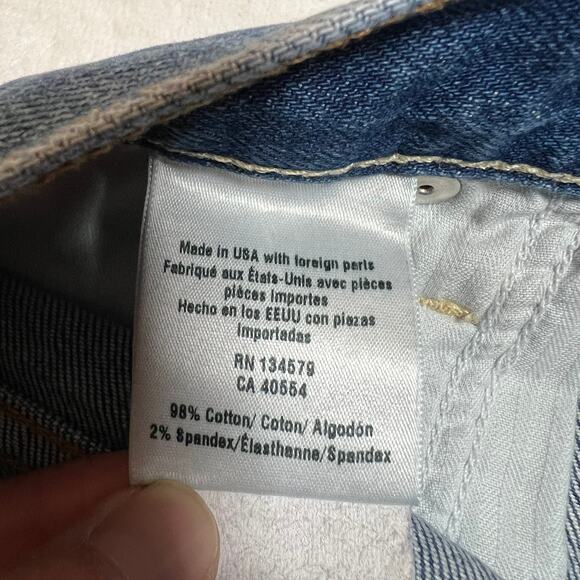 Made in USA with foreign parts
Fabriqué aux États-Unis avec pièces
pièces importes
Hecho en los EEUU con piezas
importadas
RN 134579
CA 40554
98% Cotton/ Coton/ Algodón
2% Spandex/Élasthanne/Spandax